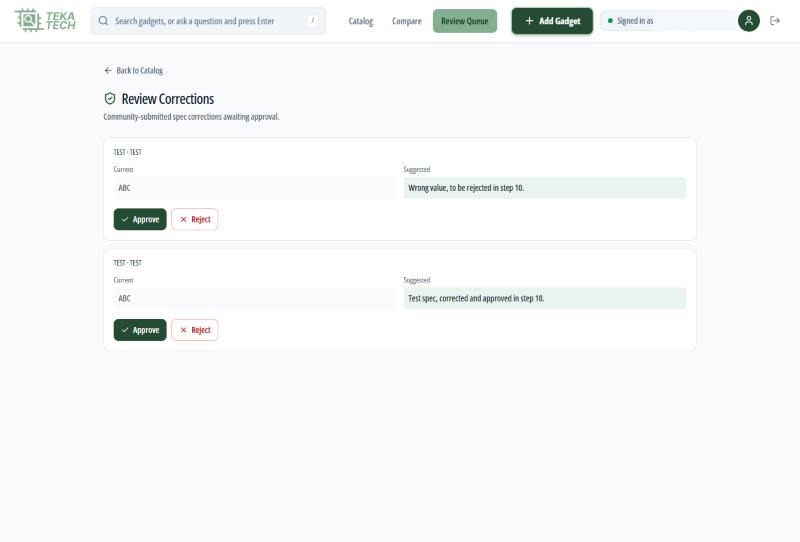 TEKA
TECH
Search gadgets, or ask a question and press Enter
/
Catalog
Compare
Review Queue
Add Gadget
Signed in as
Back to Catalog
Review Corrections
Community-submitted spec corrections awaiting approval.
TEST · TEST
Current
Suggested
ABC
Wrong value, to be rejected in step 10.
Approve
Reject
TEST · TEST
Current
Suggested
ABC
Test spec, corrected and approved in step 10.
Approve
Reject